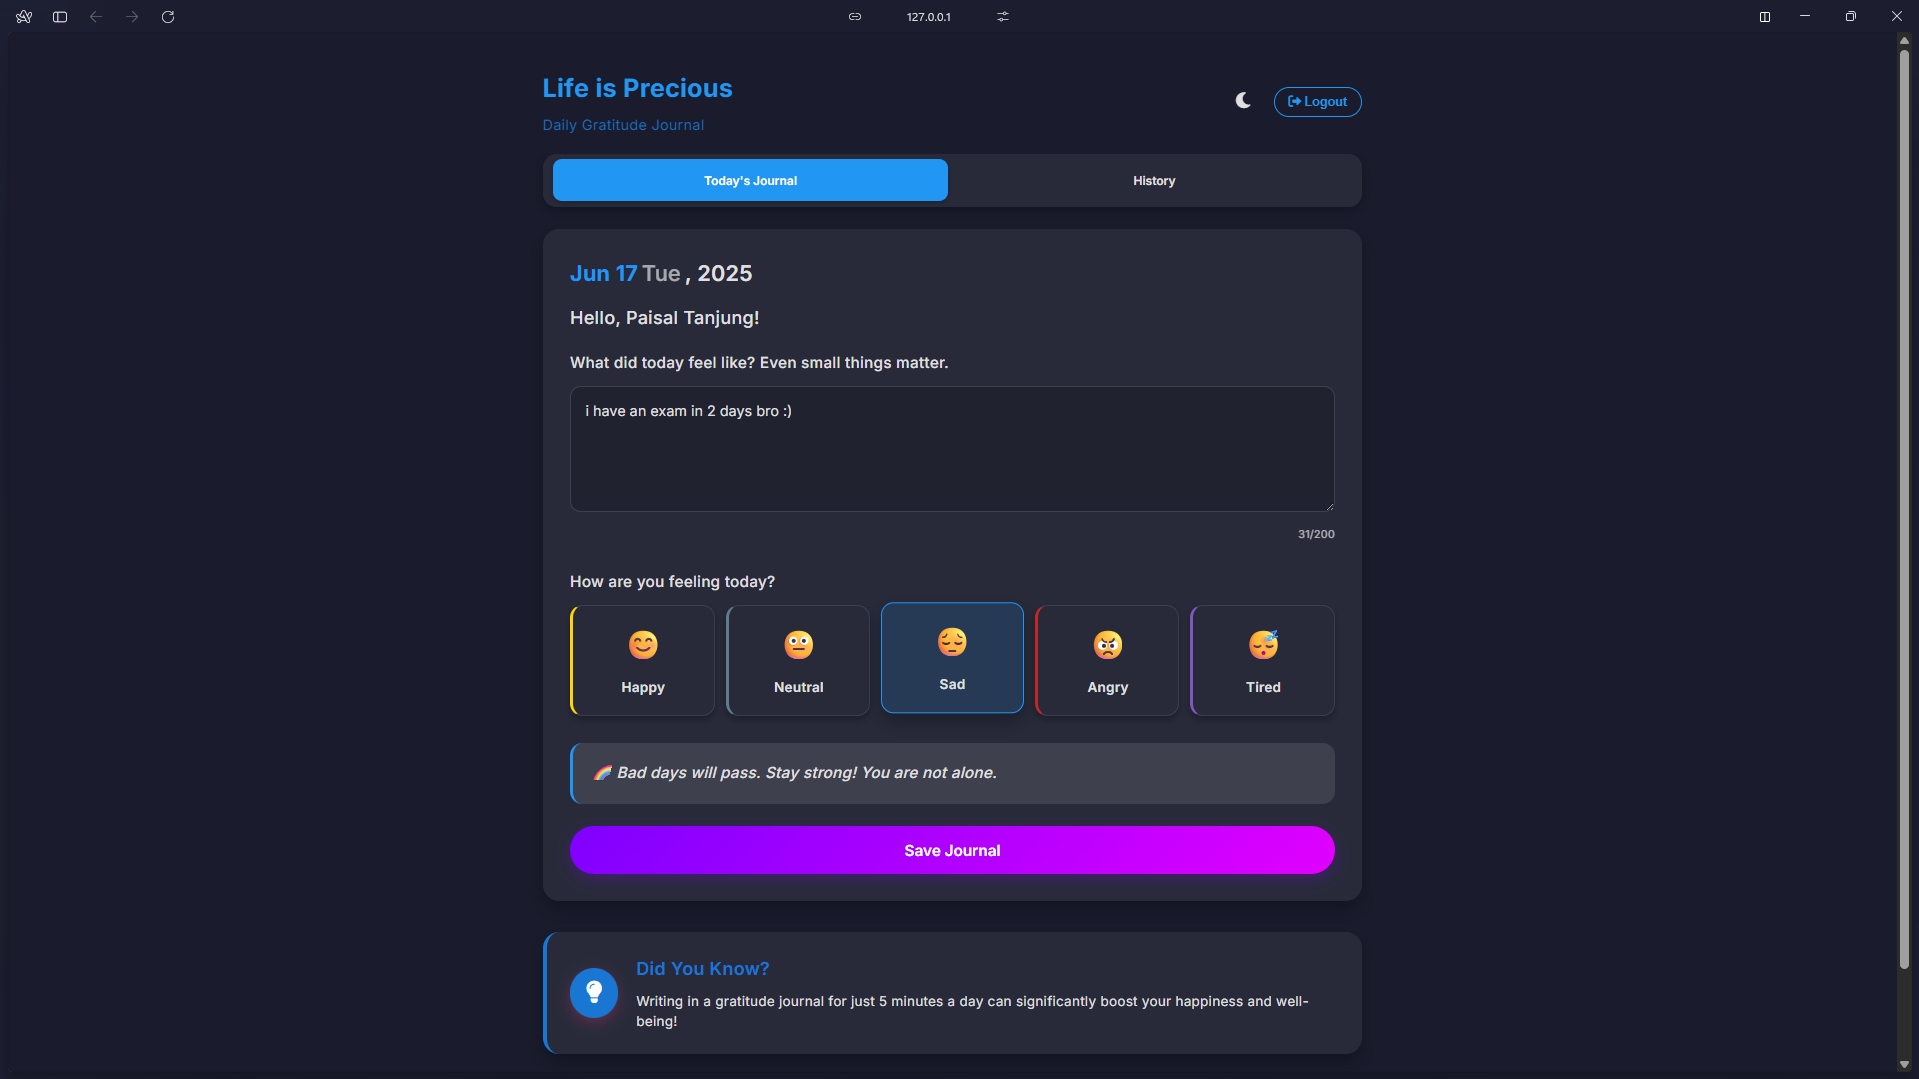 127.0.0.1
Life is Precious
Daily Gratitude Journal
Logout
Today's Journal
History
Jun 17 Tue , 2025
Hello, Paisal Tanjung!
What did today feel like? Even small things matter.
i have an exam in 2 days bro :)
31/200
How are you feeling today?
Happy
Neutral
Sad
Angry
Tired
🌈 Bad days will pass. Stay strong! You are not alone.
Save Journal
Did You Know?
Writing in a gratitude journal for just 5 minutes a day can significantly boost your happiness and well-
being!